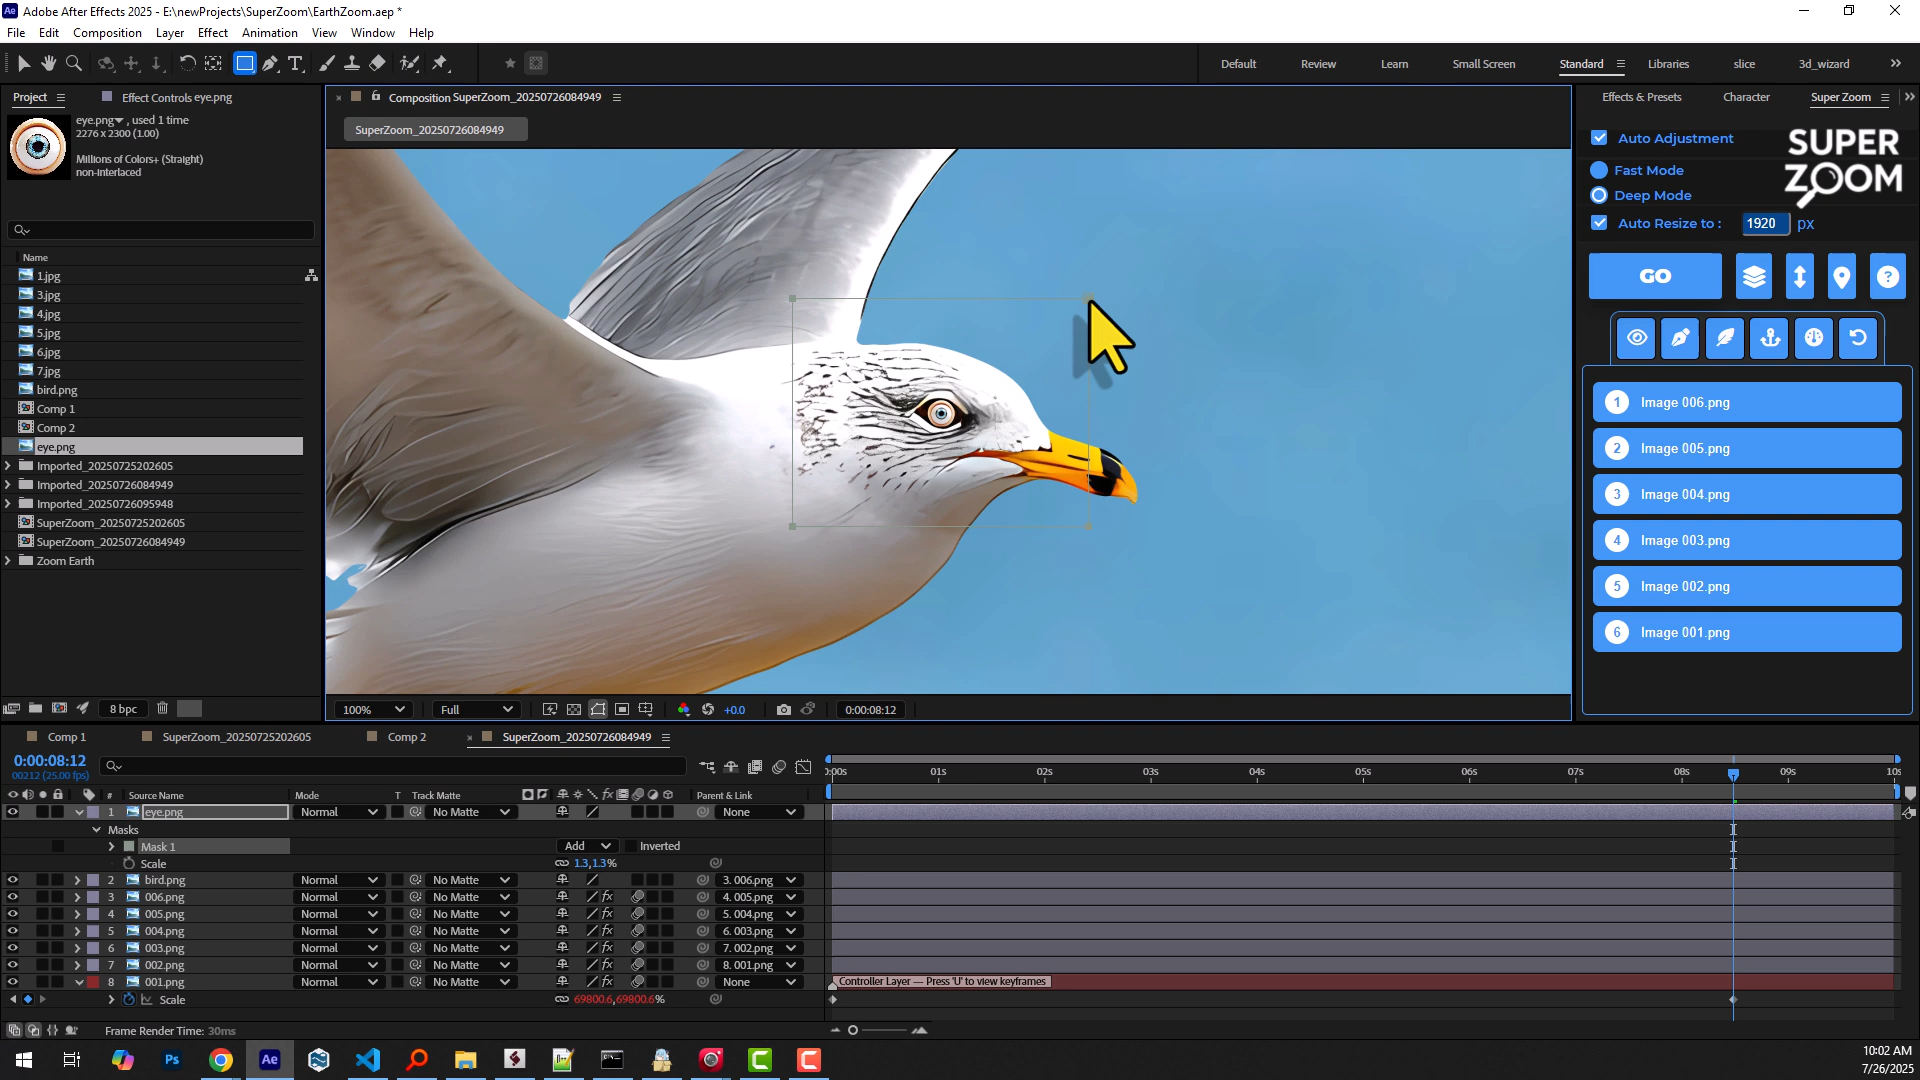 Adobe After Effects 2025 - E:\newProjects\SuperZoom\EarthZoom.aep *
File Edit Composition Layer Effect Animation View Window Help
Default Review Learn Small Screen Standard Libraries slice 3d_wizard
Project Effect Controls eye.png
eye.png , used 1 time
2276 x 2300 (1.00)
Millions of Colors+ (Straight)
non-interlaced
Name
1.jpg
3.jpg
4.jpg
5.jpg
6.jpg
7.jpg
bird.png
Comp 1
Comp 2
eye.png
Imported_20250725202605
Imported_20250726084949
Imported_20250726095948
SuperZoom_20250725202605
SuperZoom_20250726084949
Zoom Earth
8 bpc
Composition SuperZoom_20250726084949
SuperZoom_20250726084949
100% Full +0.0 0:00:08:12
Effects & Presets Character Super Zoom
Auto Adjustment
SUPER
ZOOM
Fast Mode
Deep Mode
Auto Resize to : 1920 px
GO ?
1 Image 006.png
2 Image 005.png
3 Image 004.png
4 Image 003.png
5 Image 002.png
6 Image 001.png
Comp 1 SuperZoom_20250725202605 Comp 2 SuperZoom_20250726084949
0:00:08:12
00212 (25.00 fps)
0:00s 01s 02s 03s 04s 05s 06s 07s 08s 09s 10s
# Source Name Mode T Track Matte fx Parent & Link
1 eye.png Normal No Matte None
Masks
Mask 1 Add Inverted
Scale 1.3,1.3%
2 bird.png Normal No Matte 3. 006.png
3 006.png Normal No Matte fx 4. 005.png
4 005.png Normal No Matte fx 5. 004.png
5 004.png Normal No Matte fx 6. 003.png
6 003.png Normal No Matte fx 7. 002.png
7 002.png Normal No Matte fx 8. 001.png
8 001.png Normal No Matte fx None
Controller Layer — Press 'U' to view keyframes
Scale 69800.6,69800.6%
Frame Render Time: 30ms
10:02 AM
7/26/2025